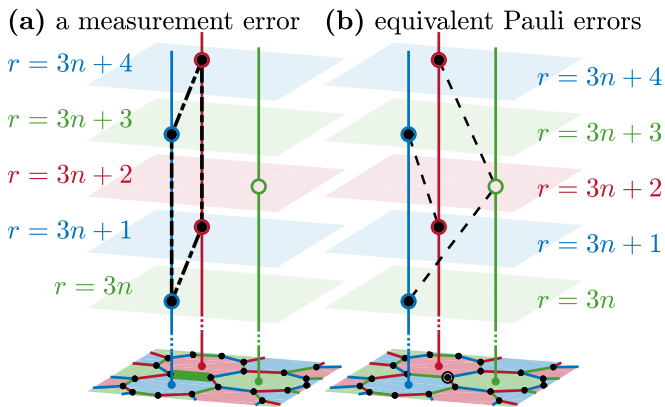 (a) a measurement error
(b) equivalent Pauli errors
r = 3n + 4
r = 3n + 3
r = 3n + 2
r = 3n + 1
r = 3n
r = 3n + 4
r = 3n + 3
r = 3n + 2
r = 3n + 1
r = 3n